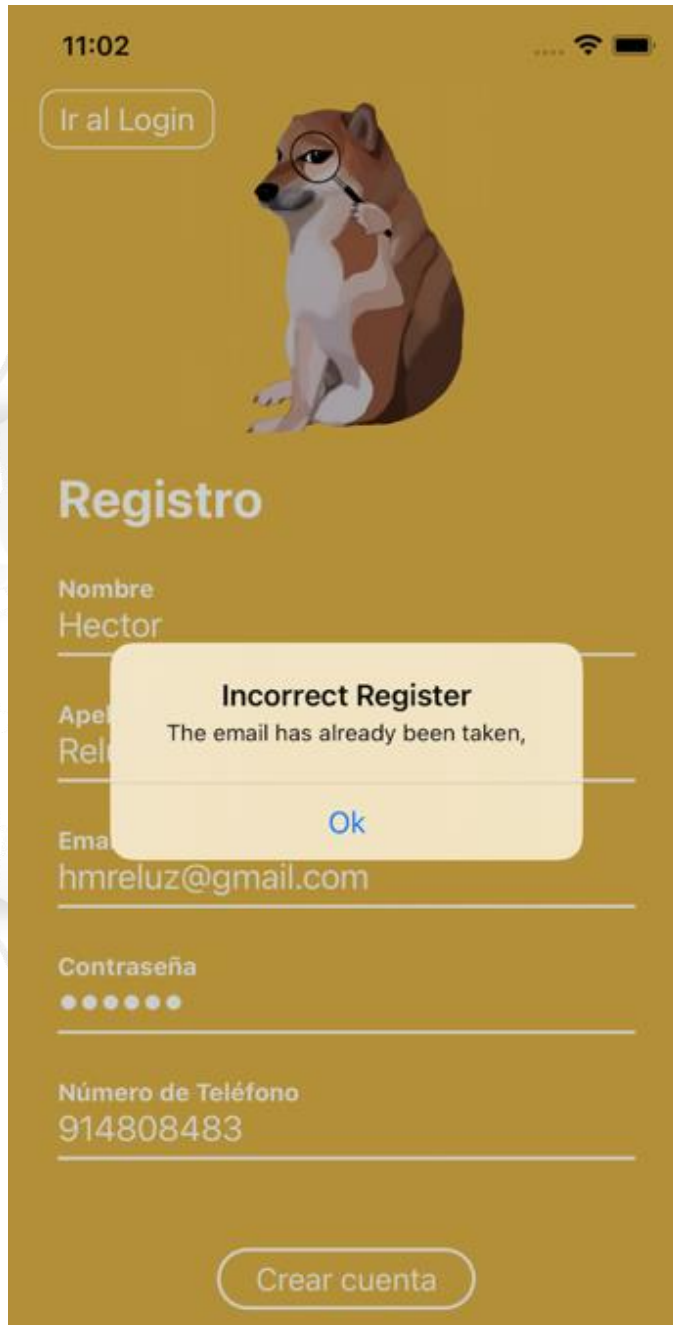 11:02
Ir al Login
Registro
Nombre
Hector
Incorrect Register
The email has already been taken,
Ok
hmreluz@gmail.com
Contraseña
Número de Teléfono
914808483
Crear cuenta